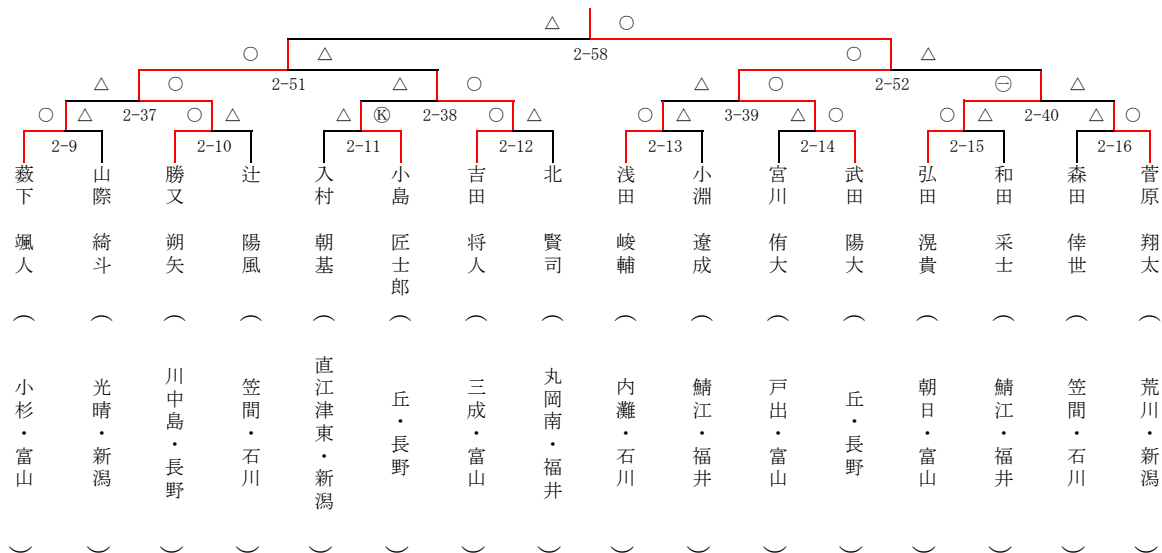 △ ○
○ △ 2-58 ○ △
△ ○ 2-51 △ ○ △ ○ 2-52 ㊀ △
○ △ 2-37 ○ △ △ Ⓚ 2-38 ○ △ ○ △ 3-39 △ ○ ○ △ 2-40 △ ○
2-9 2-10 2-11 2-12 2-13 2-14 2-15 2-16
藪下 颯人 (小杉・富山)
山際 綺斗 (光晴・新潟)
勝又 朔矢 (川中島・長野)
辻 陽風 (笠間・石川)
入村 朝基 (直江津東・新潟)
小島 匠士郎 (丘・長野)
吉田 将人 (三成・富山)
北 賢司 (丸岡南・福井)
浅田 峻輔 (内灘・石川)
小淵 遼成 (鯖江・福井)
宮川 侑大 (戸出・富山)
武田 陽大 (丘・長野)
弘田 滉貴 (朝日・富山)
和田 采士 (鯖江・福井)
森田 倖世 (笠間・石川)
菅原 翔太 (荒川・新潟)